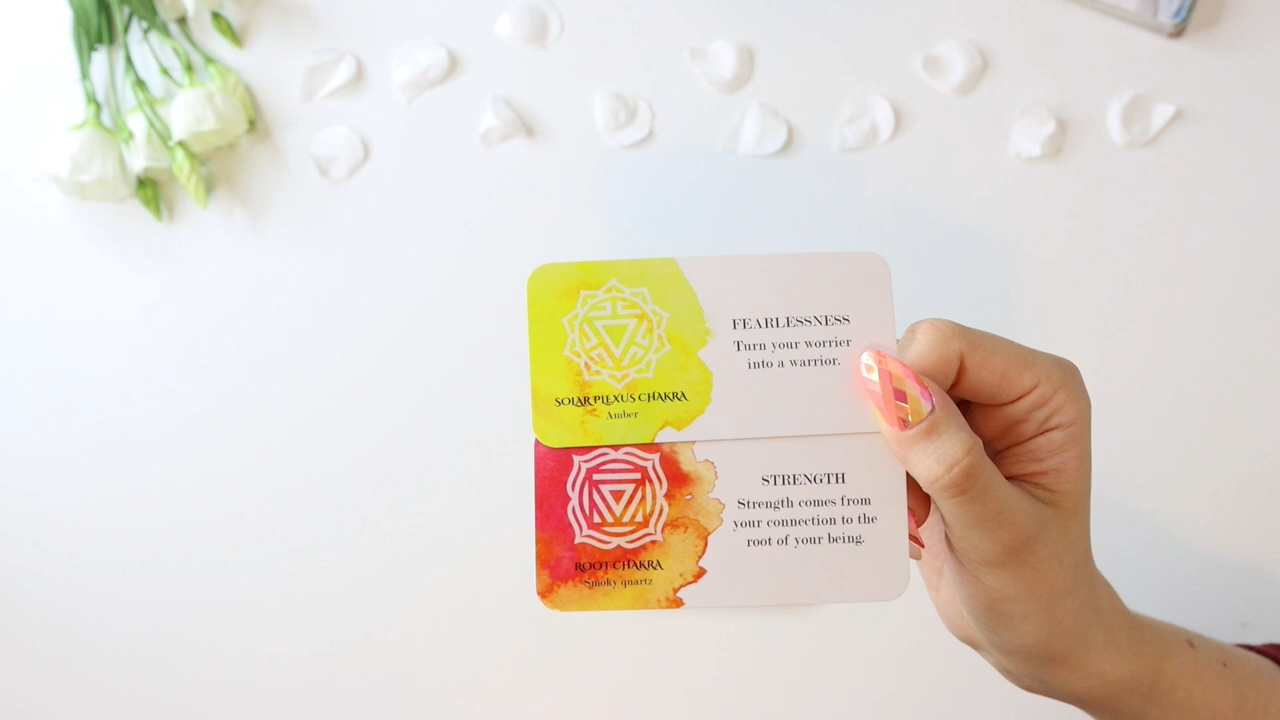 SOLAR PLEXUS CHAKRA
Amber
FEARLESSNESS
Turn your worrier
into a warrior.
ROOT CHAKRA
Smoky quartz
STRENGTH
Strength comes from
your connection to the
root of your being.